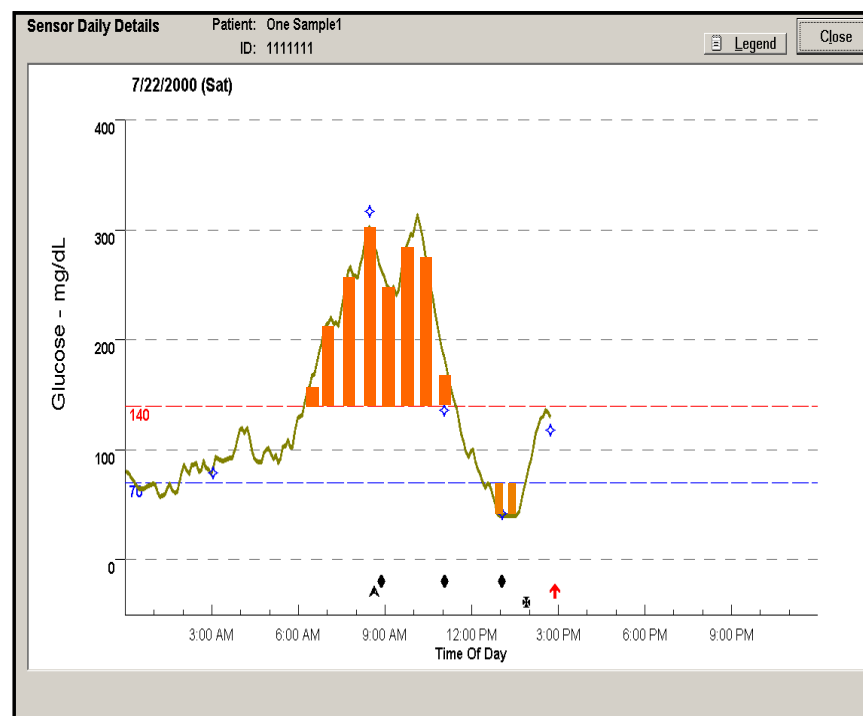 Sensor Daily Details
Patient: One Sample1
ID: 1111111
Legend
Close
7/22/2000 (Sat)
Glucose - mg/dL
400
300
200
140
100
70
0
3:00 AM 6:00 AM 9:00 AM 12:00 PM 3:00 PM 6:00 PM 9:00 PM
Time Of Day